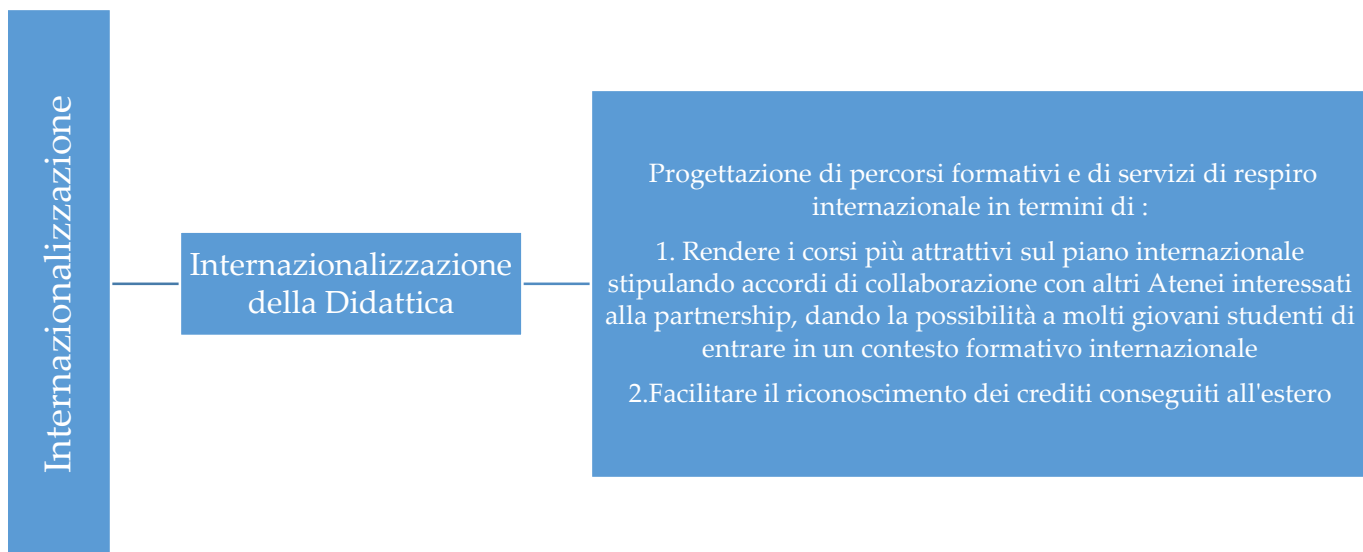 Internazionalizzazione
Internazionalizzazione
della Didattica
Progettazione di percorsi formativi e di servizi di respiro
internazionale in termini di :
1. Rendere i corsi più attrattivi sul piano internazionale
stipulando accordi di collaborazione con altri Atenei interessati
alla partnership, dando la possibilità a molti giovani studenti di
entrare in un contesto formativo internazionale
2.Facilitare il riconoscimento dei crediti conseguiti all'estero